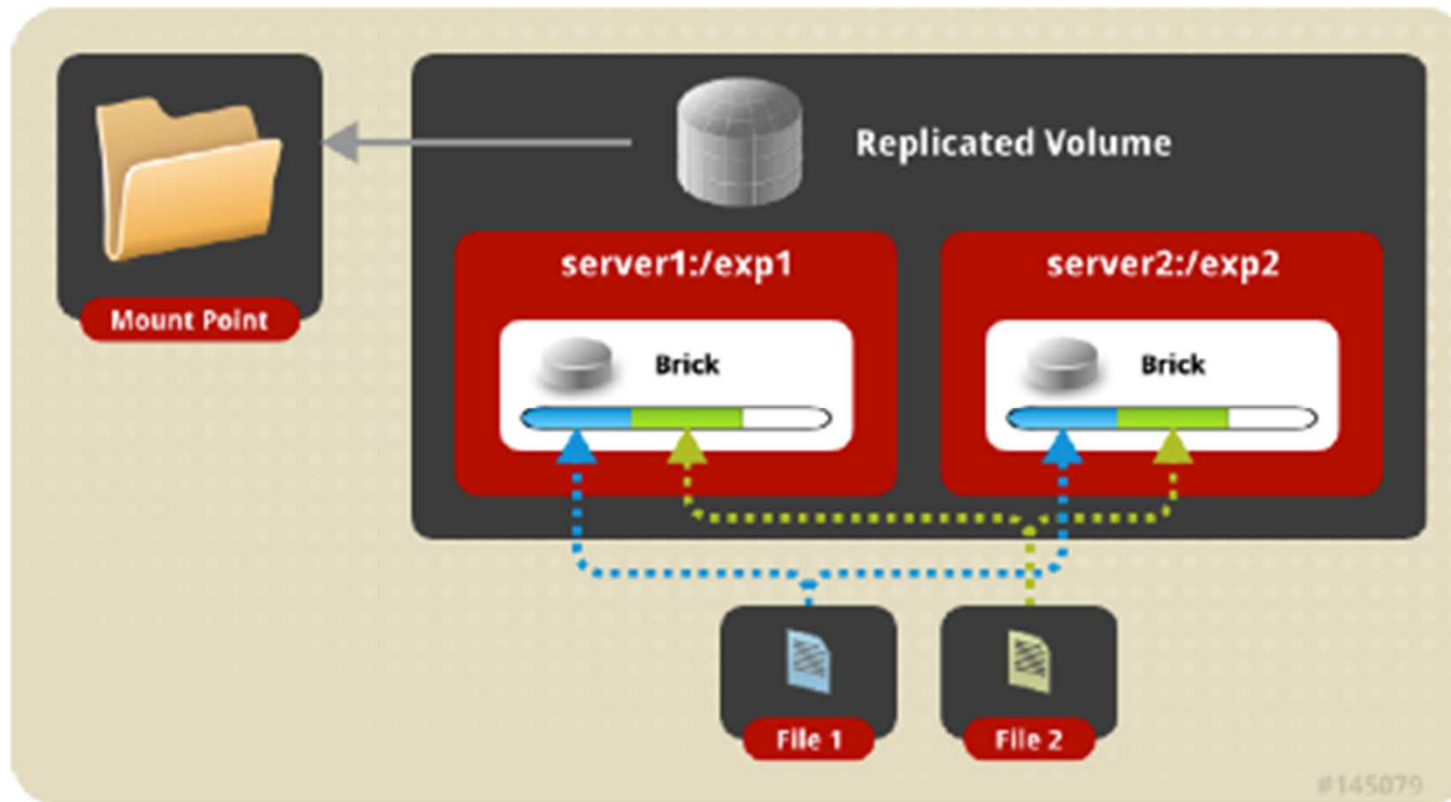 Replicated Volume
Mount Point
server1:/exp1
server2:/exp2
Brick
Brick
File 1
File 2
#145079